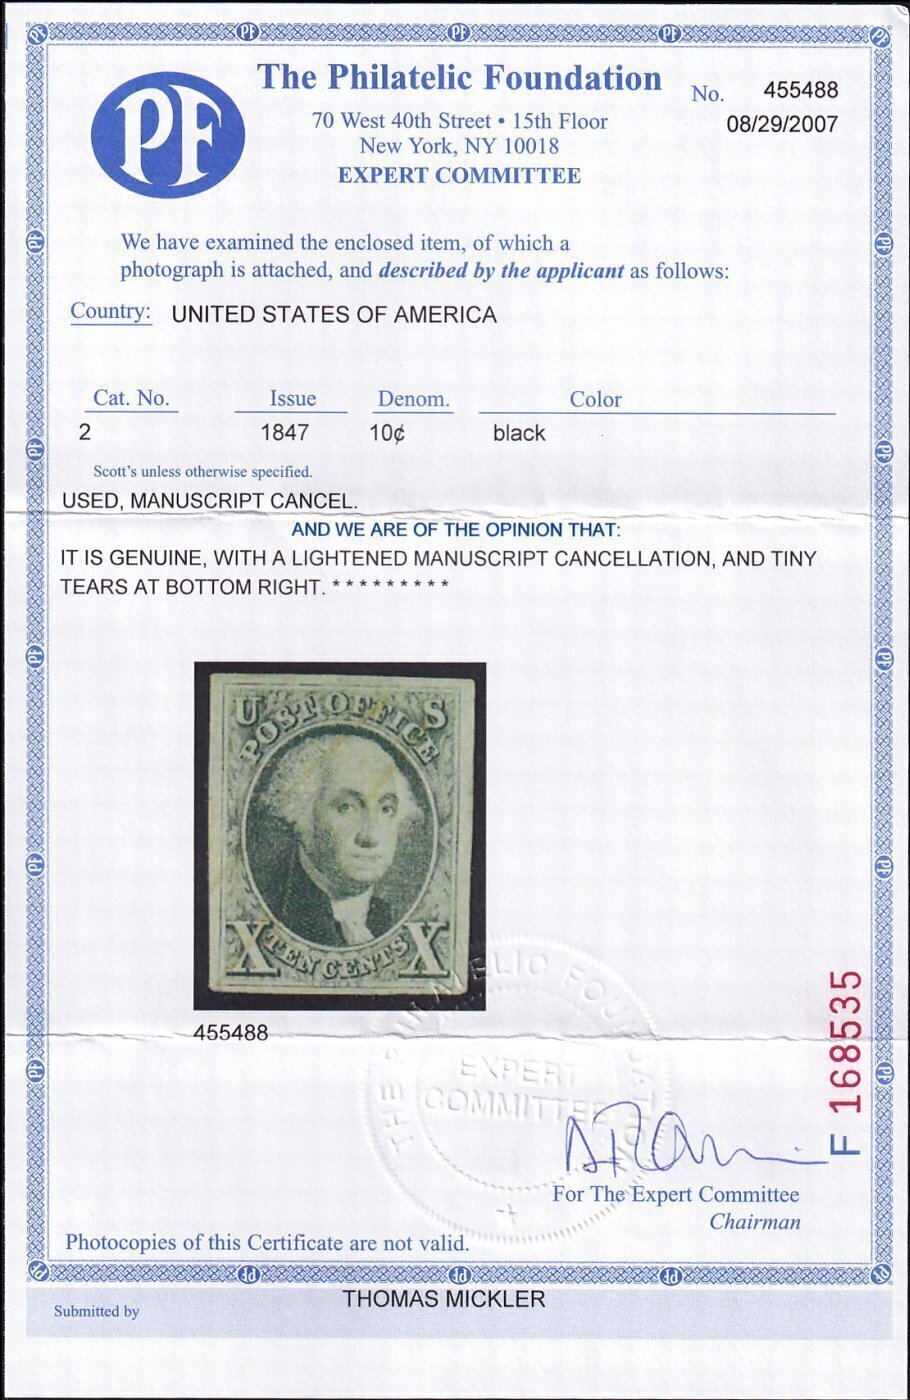 PF
The Philatelic Foundation
No. 455488
70 West 40th Street • 15th Floor
08/29/2007
New York, NY 10018
EXPERT COMMITTEE
We have examined the enclosed item, of which a
photograph is attached, and described by the applicant as follows:
Country: UNITED STATES OF AMERICA
Cat. No. Issue Denom. Color
2 1847 10¢ black
Scott's unless otherwise specified.
USED, MANUSCRIPT CANCEL.
AND WE ARE OF THE OPINION THAT:
IT IS GENUINE, WITH A LIGHTENED MANUSCRIPT CANCELLATION, AND TINY
TEARS AT BOTTOM RIGHT. * * * * * * * * *
U S
POST OFFICE
X TEN CENTS X
455488
THE PHILATELIC FOUNDATION
EXPERT
COMMITTEE
F 168535
For The Expert Committee
Chairman
Photocopies of this Certificate are not valid.
Submitted by THOMAS MICKLER